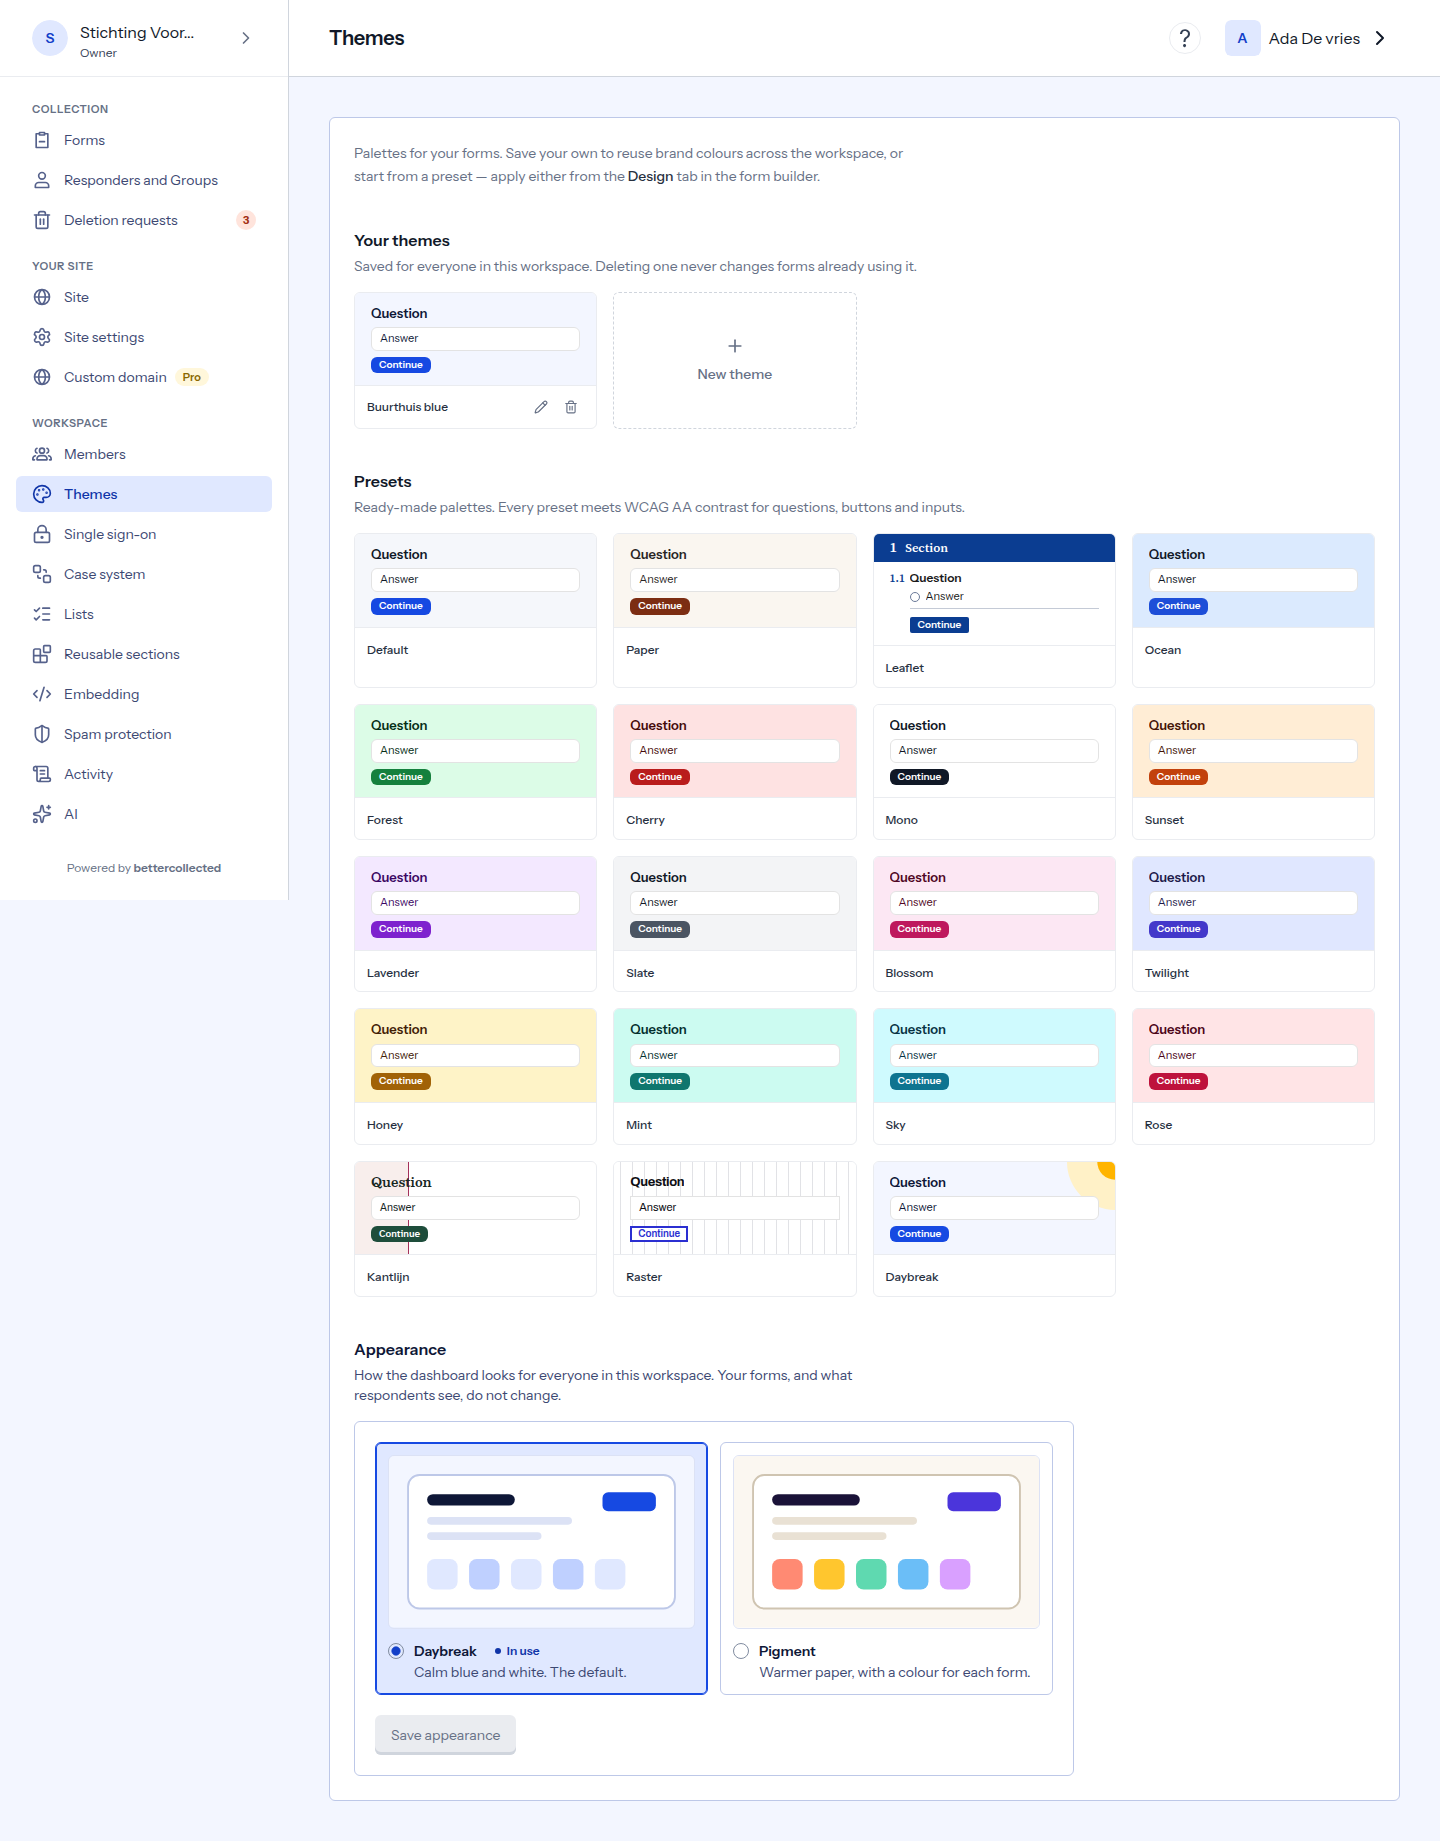 Stichting Voor...
Owner
COLLECTION
Forms
Responders and Groups
Deletion requests 3
YOUR SITE
Site
Site settings
Custom domain Pro
WORKSPACE
Members
Themes
Single sign-on
Case system
Lists
Reusable sections
Embedding
Spam protection
Activity
AI
Powered by bettercollected
Themes
?
A Ada De vries
S
Palettes for your forms. Save your own to reuse brand colours across the workspace, or
start from a preset — apply either from the Design tab in the form builder.
Your themes
Saved for everyone in this workspace. Deleting one never changes forms already using it.
Question
Answer
Continue
Buurthuis blue
New theme
Presets
Ready-made palettes. Every preset meets WCAG AA contrast for questions, buttons and inputs.
Question
Answer
Continue
Default
Question
Answer
Continue
Paper
1 Section
1.1 Question
Answer
Continue
Leaflet
Question
Answer
Continue
Ocean
Question
Answer
Continue
Forest
Question
Answer
Continue
Cherry
Question
Answer
Continue
Mono
Question
Answer
Continue
Sunset
Question
Answer
Continue
Lavender
Question
Answer
Continue
Slate
Question
Answer
Continue
Blossom
Question
Answer
Continue
Twilight
Question
Answer
Continue
Honey
Question
Answer
Continue
Mint
Question
Answer
Continue
Sky
Question
Answer
Continue
Rose
Question
Answer
Continue
Kantlijn
Question
Answer
Continue
Raster
Question
Answer
Continue
Daybreak
Appearance
How the dashboard looks for everyone in this workspace. Your forms, and what
respondents see, do not change.
Daybreak In use
Calm blue and white. The default.
Pigment
Warmer paper, with a colour for each form.
Save appearance